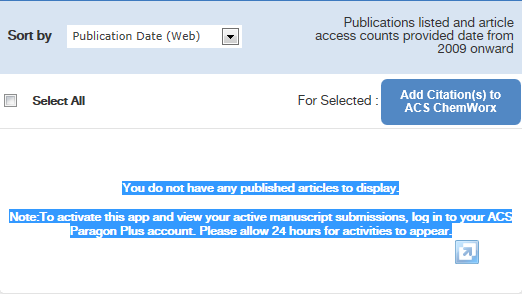 Sort by
Publication Date (Web)
Publications listed and article
access counts provided date from
2009 onward
Select All
For Selected :
Add Citation(s) to
ACS ChemWorx
You do not have any published articles to display.
Note:To activate this app and view your active manuscript submissions, log in to your ACS
Paragon Plus account. Please allow 24 hours for activities to appear.